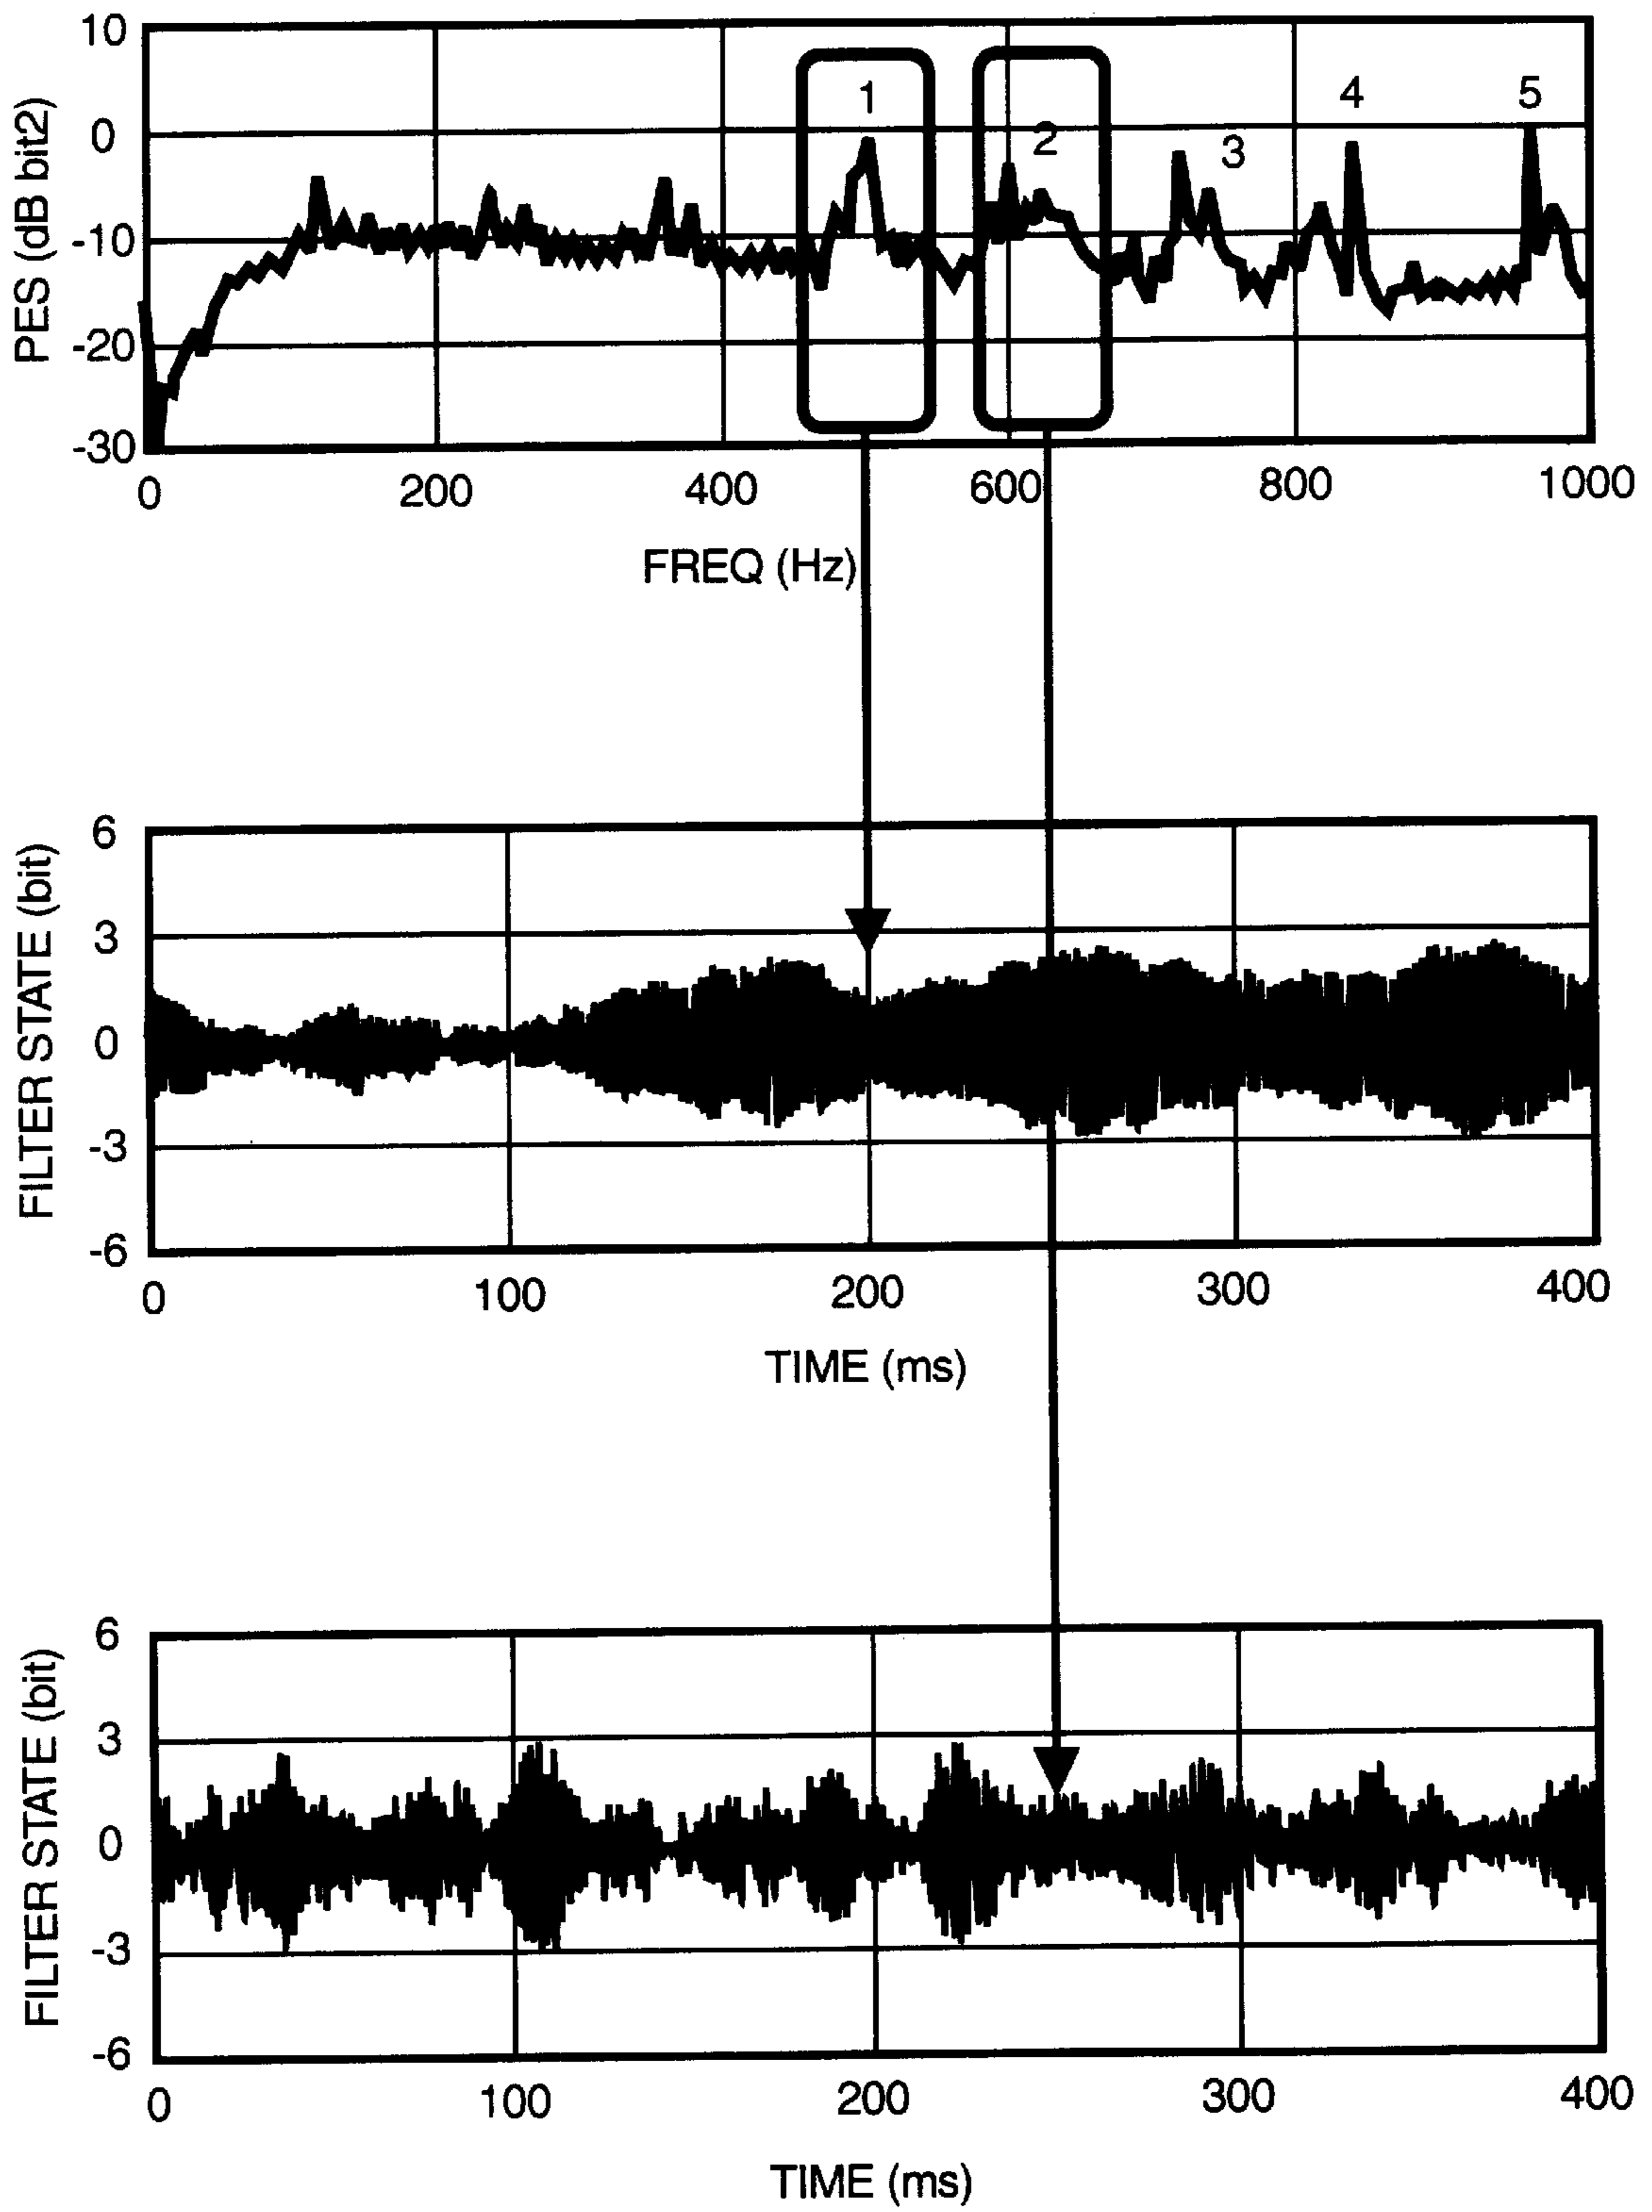 PES (dB bit2)
10
0
-10
-20
-30
1
2
3
4
5
0 200 400 600 800 1000
FREQ (Hz)
FILTER STATE (bit)
6
3
0
-3
-6
0 100 200 300 400
TIME (ms)
FILTER STATE (bit)
6
3
0
-3
-6
0 100 200 300 400
TIME (ms)